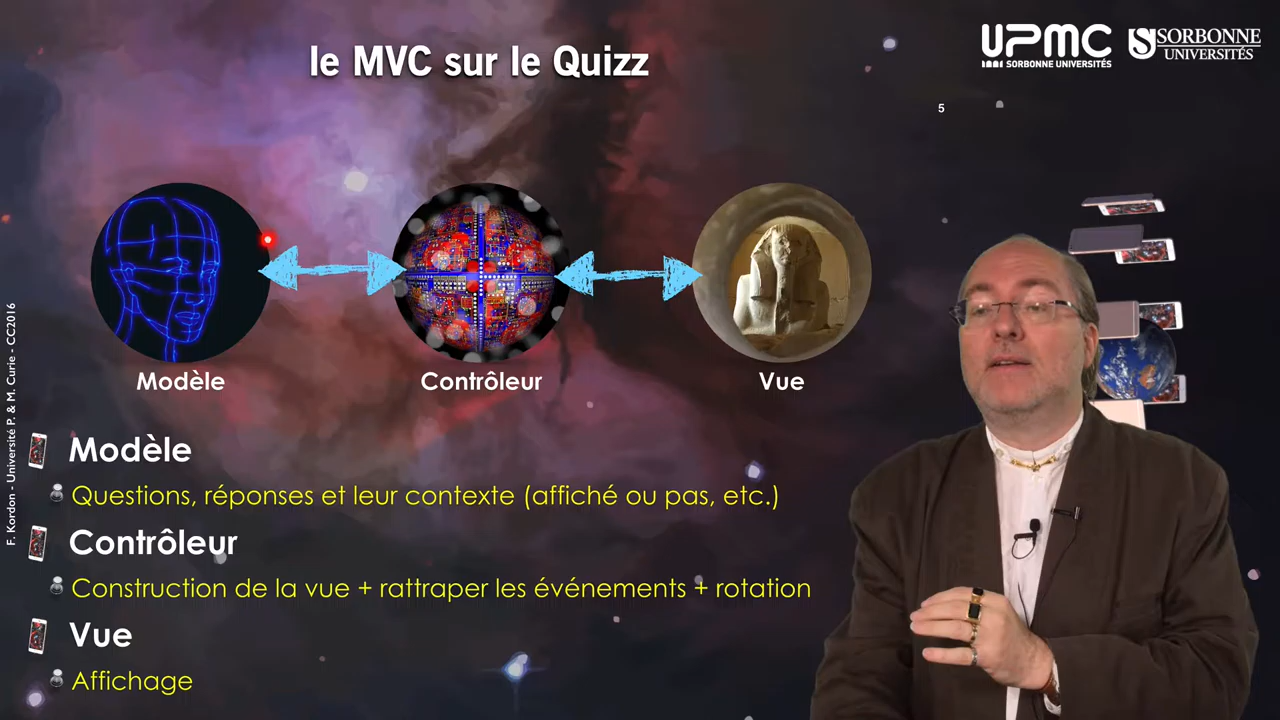 le MVC sur le Quizz
UPMC
SORBONNE UNIVERSITÉS
SORBONNE
UNIVERSITÉS
5
Modèle
Contrôleur
Vue
Modèle
Questions, réponses et leur contexte (affiché ou pas, etc.)
Contrôleur
Construction de la vue + rattraper les événements + rotation
Vue
Affichage
F. Kordon - Université P. & M. Curie - CC2016